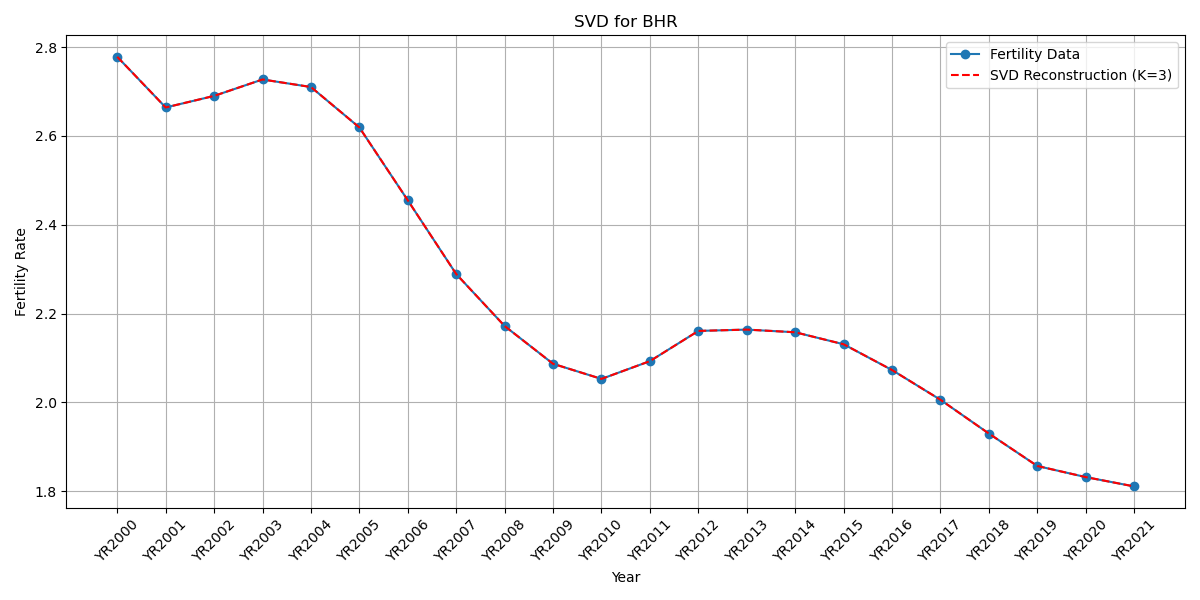 SVD for BHR
Fertility Data
SVD Reconstruction (K=3)
Fertility Rate
2.8
2.6
2.4
2.2
2.0
1.8
YR2000
YR2001
YR2002
YR2003
YR2004
YR2005
YR2006
YR2007
YR2008
YR2009
YR2010
YR2011
YR2012
YR2013
YR2014
YR2015
YR2016
YR2017
YR2018
YR2019
YR2020
YR2021
Year